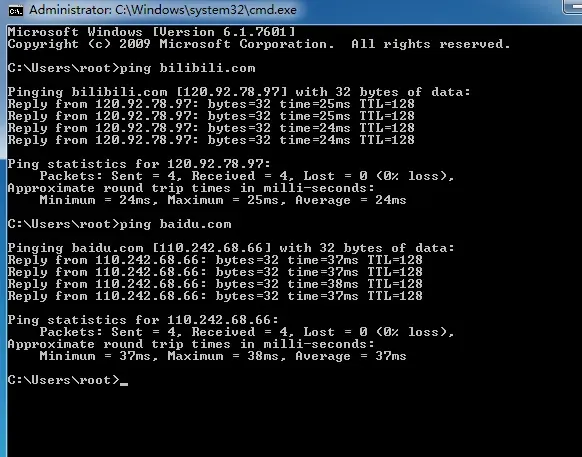 Administrator: C:\Windows\system32\cmd.exe
Microsoft Windows [Version 6.1.7601]
Copyright (c) 2009 Microsoft Corporation.  All rights reserved.
C:\Users\root>ping bilibili.com
Pinging bilibili.com [120.92.78.97] with 32 bytes of data:
Reply from 120.92.78.97: bytes=32 time=25ms TTL=128
Reply from 120.92.78.97: bytes=32 time=25ms TTL=128
Reply from 120.92.78.97: bytes=32 time=24ms TTL=128
Reply from 120.92.78.97: bytes=32 time=24ms TTL=128
Ping statistics for 120.92.78.97:
    Packets: Sent = 4, Received = 4, Lost = 0 (0% loss),
Approximate round trip times in milli-seconds:
    Minimum = 24ms, Maximum = 25ms, Average = 24ms
C:\Users\root>ping baidu.com
Pinging baidu.com [110.242.68.66] with 32 bytes of data:
Reply from 110.242.68.66: bytes=32 time=37ms TTL=128
Reply from 110.242.68.66: bytes=32 time=37ms TTL=128
Reply from 110.242.68.66: bytes=32 time=38ms TTL=128
Reply from 110.242.68.66: bytes=32 time=37ms TTL=128
Ping statistics for 110.242.68.66:
    Packets: Sent = 4, Received = 4, Lost = 0 (0% loss),
Approximate round trip times in milli-seconds:
    Minimum = 37ms, Maximum = 38ms, Average = 37ms
C:\Users\root>_